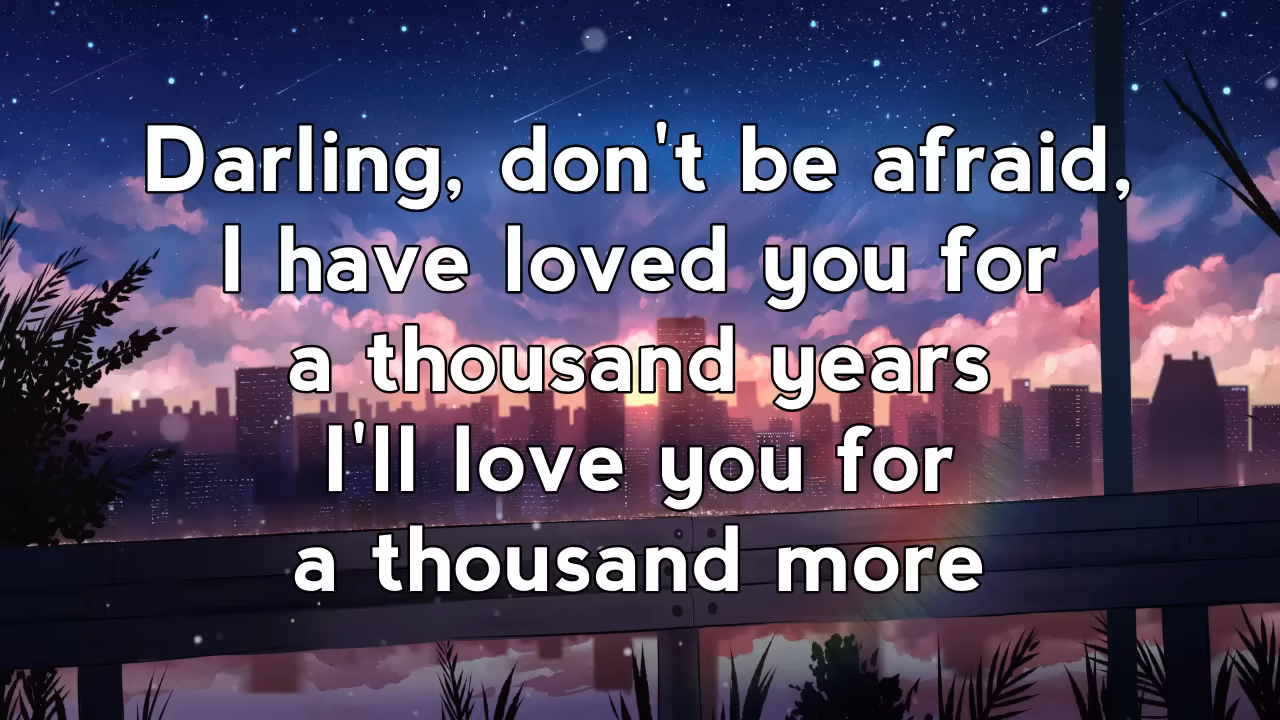 Darling, don't be afraid,
I have loved you for
a thousand years
I'll love you for
a thousand more